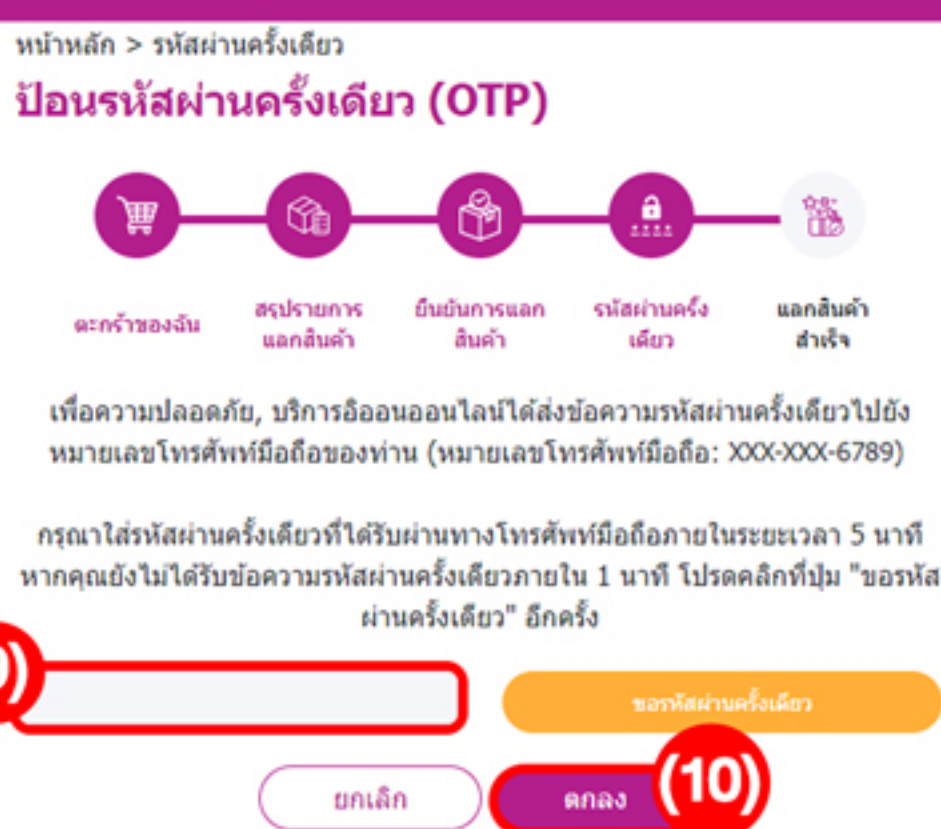 หน้าหลัก > รหัสผ่านครั้งเดียว
ป้อนรหัสผ่านครั้งเดียว (OTP)
ตะกร้าของฉัน
สรุปรายการ
แลกสินค้า
ยืนยันการแลก
สินค้า
รหัสผ่านครั้ง
เดียว
แลกสินค้า
สำเร็จ
เพื่อความปลอดภัย, บริการอิออนออนไลน์ได้ส่งข้อความรหัสผ่านครั้งเดียวไปยัง
หมายเลขโทรศัพท์มือถือของท่าน (หมายเลขโทรศัพท์มือถือ: XXX-XXX-6789)
กรุณาใส่รหัสผ่านครั้งเดียวที่ได้รับผ่านทางโทรศัพท์มือถือภายในระยะเวลา 5 นาที
หากคุณยังไม่ได้รับข้อความรหัสผ่านครั้งเดียวภายใน 1 นาที โปรดคลิกที่ปุ่ม "ขอรหัส
ผ่านครั้งเดียว" อีกครั้ง
ขอรหัสผ่านครั้งเดียว
ยกเลิก
ตกลง
(10)